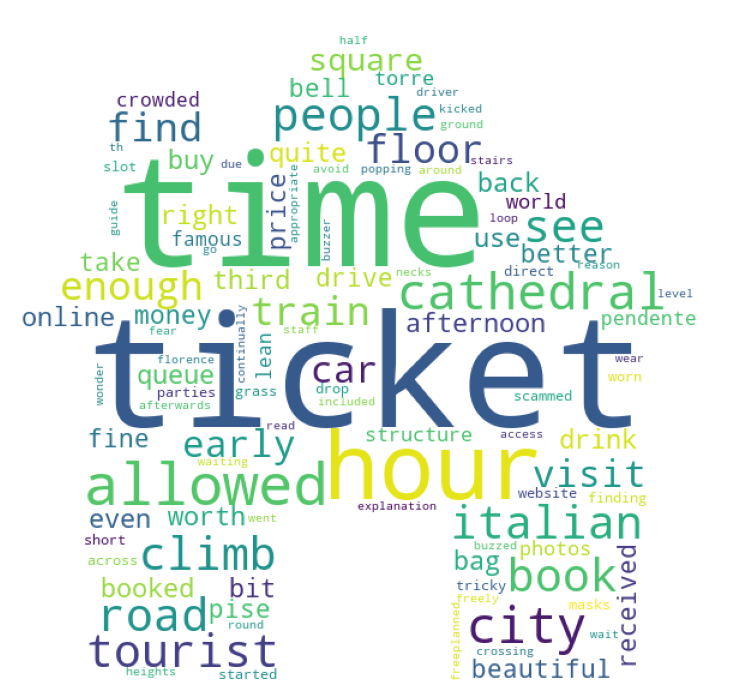 half
square
bell
torre
driver
crowded
people
kicked
find
ground
th
floor
slot
buy
due
quite
avoid
popping
around
stairs
time
back
world
guide
right
price
appropriate
buzzer
loop
see
famous
go
use
better
reason
take
enough
third
drive
necks
direct
cathedral
level
online
money
train
afternoon
pendente
fear
staff
wonder
florence
continually
lean
ticket
car
wear
queue
parties
grass
drop
worn
afterwards
included
scammed
fine
early
read
structure
access
drink
waiting
hour
visit
allowed
website
finding
even
worth
went
explanation
italian
short
climb
buzzed
photos
across
bag
received
booked
bit
tricky
book
freely
masks
road
pise
freeplanned
city
round
wait
tourist
crossing
heights
started
beautiful